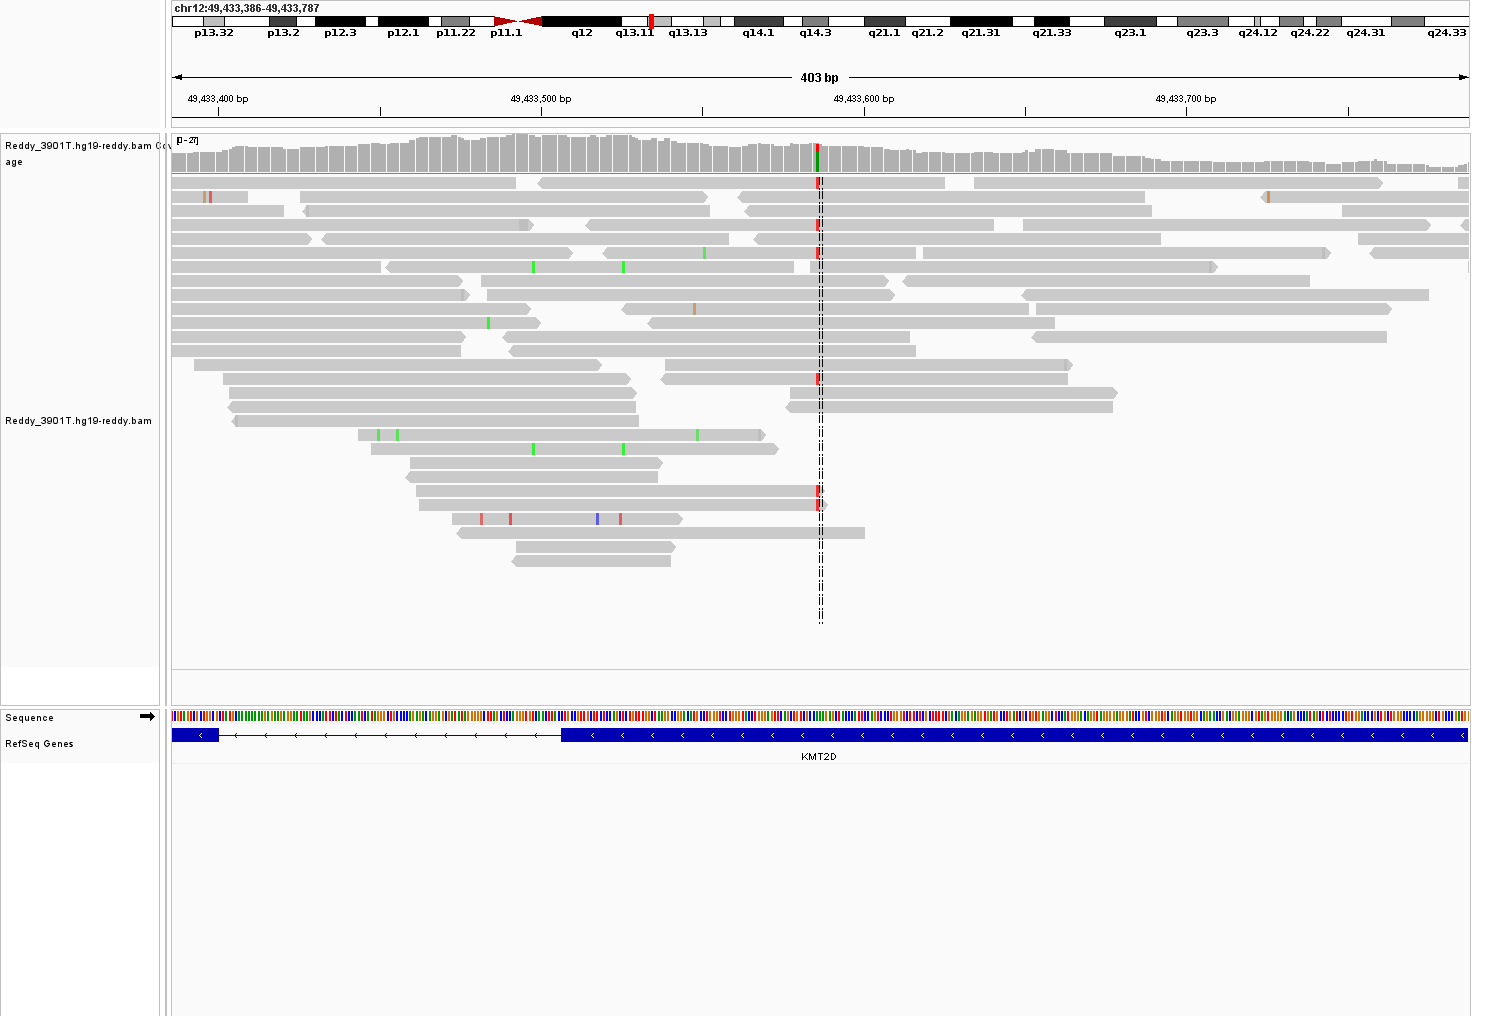 chr12:49,433,386-49,433,787
p13.32 p13.2 p12.3 p12.1 p11.22 p11.1 q12 q13.11 q13.13 q14.1 q14.3 q21.1 q21.2 q21.31 q21.33 q23.1 q23.3 q24.12 q24.22 q24.31 q24.33
403 bp
49,433,400 bp 49,433,500 bp 49,433,600 bp 49,433,700 bp
[0-27]
Reddy_3901T.hg19-reddy.bam Cov
age
Reddy_3901T.hg19-reddy.bam
Sequence
RefSeq Genes
KMT2D